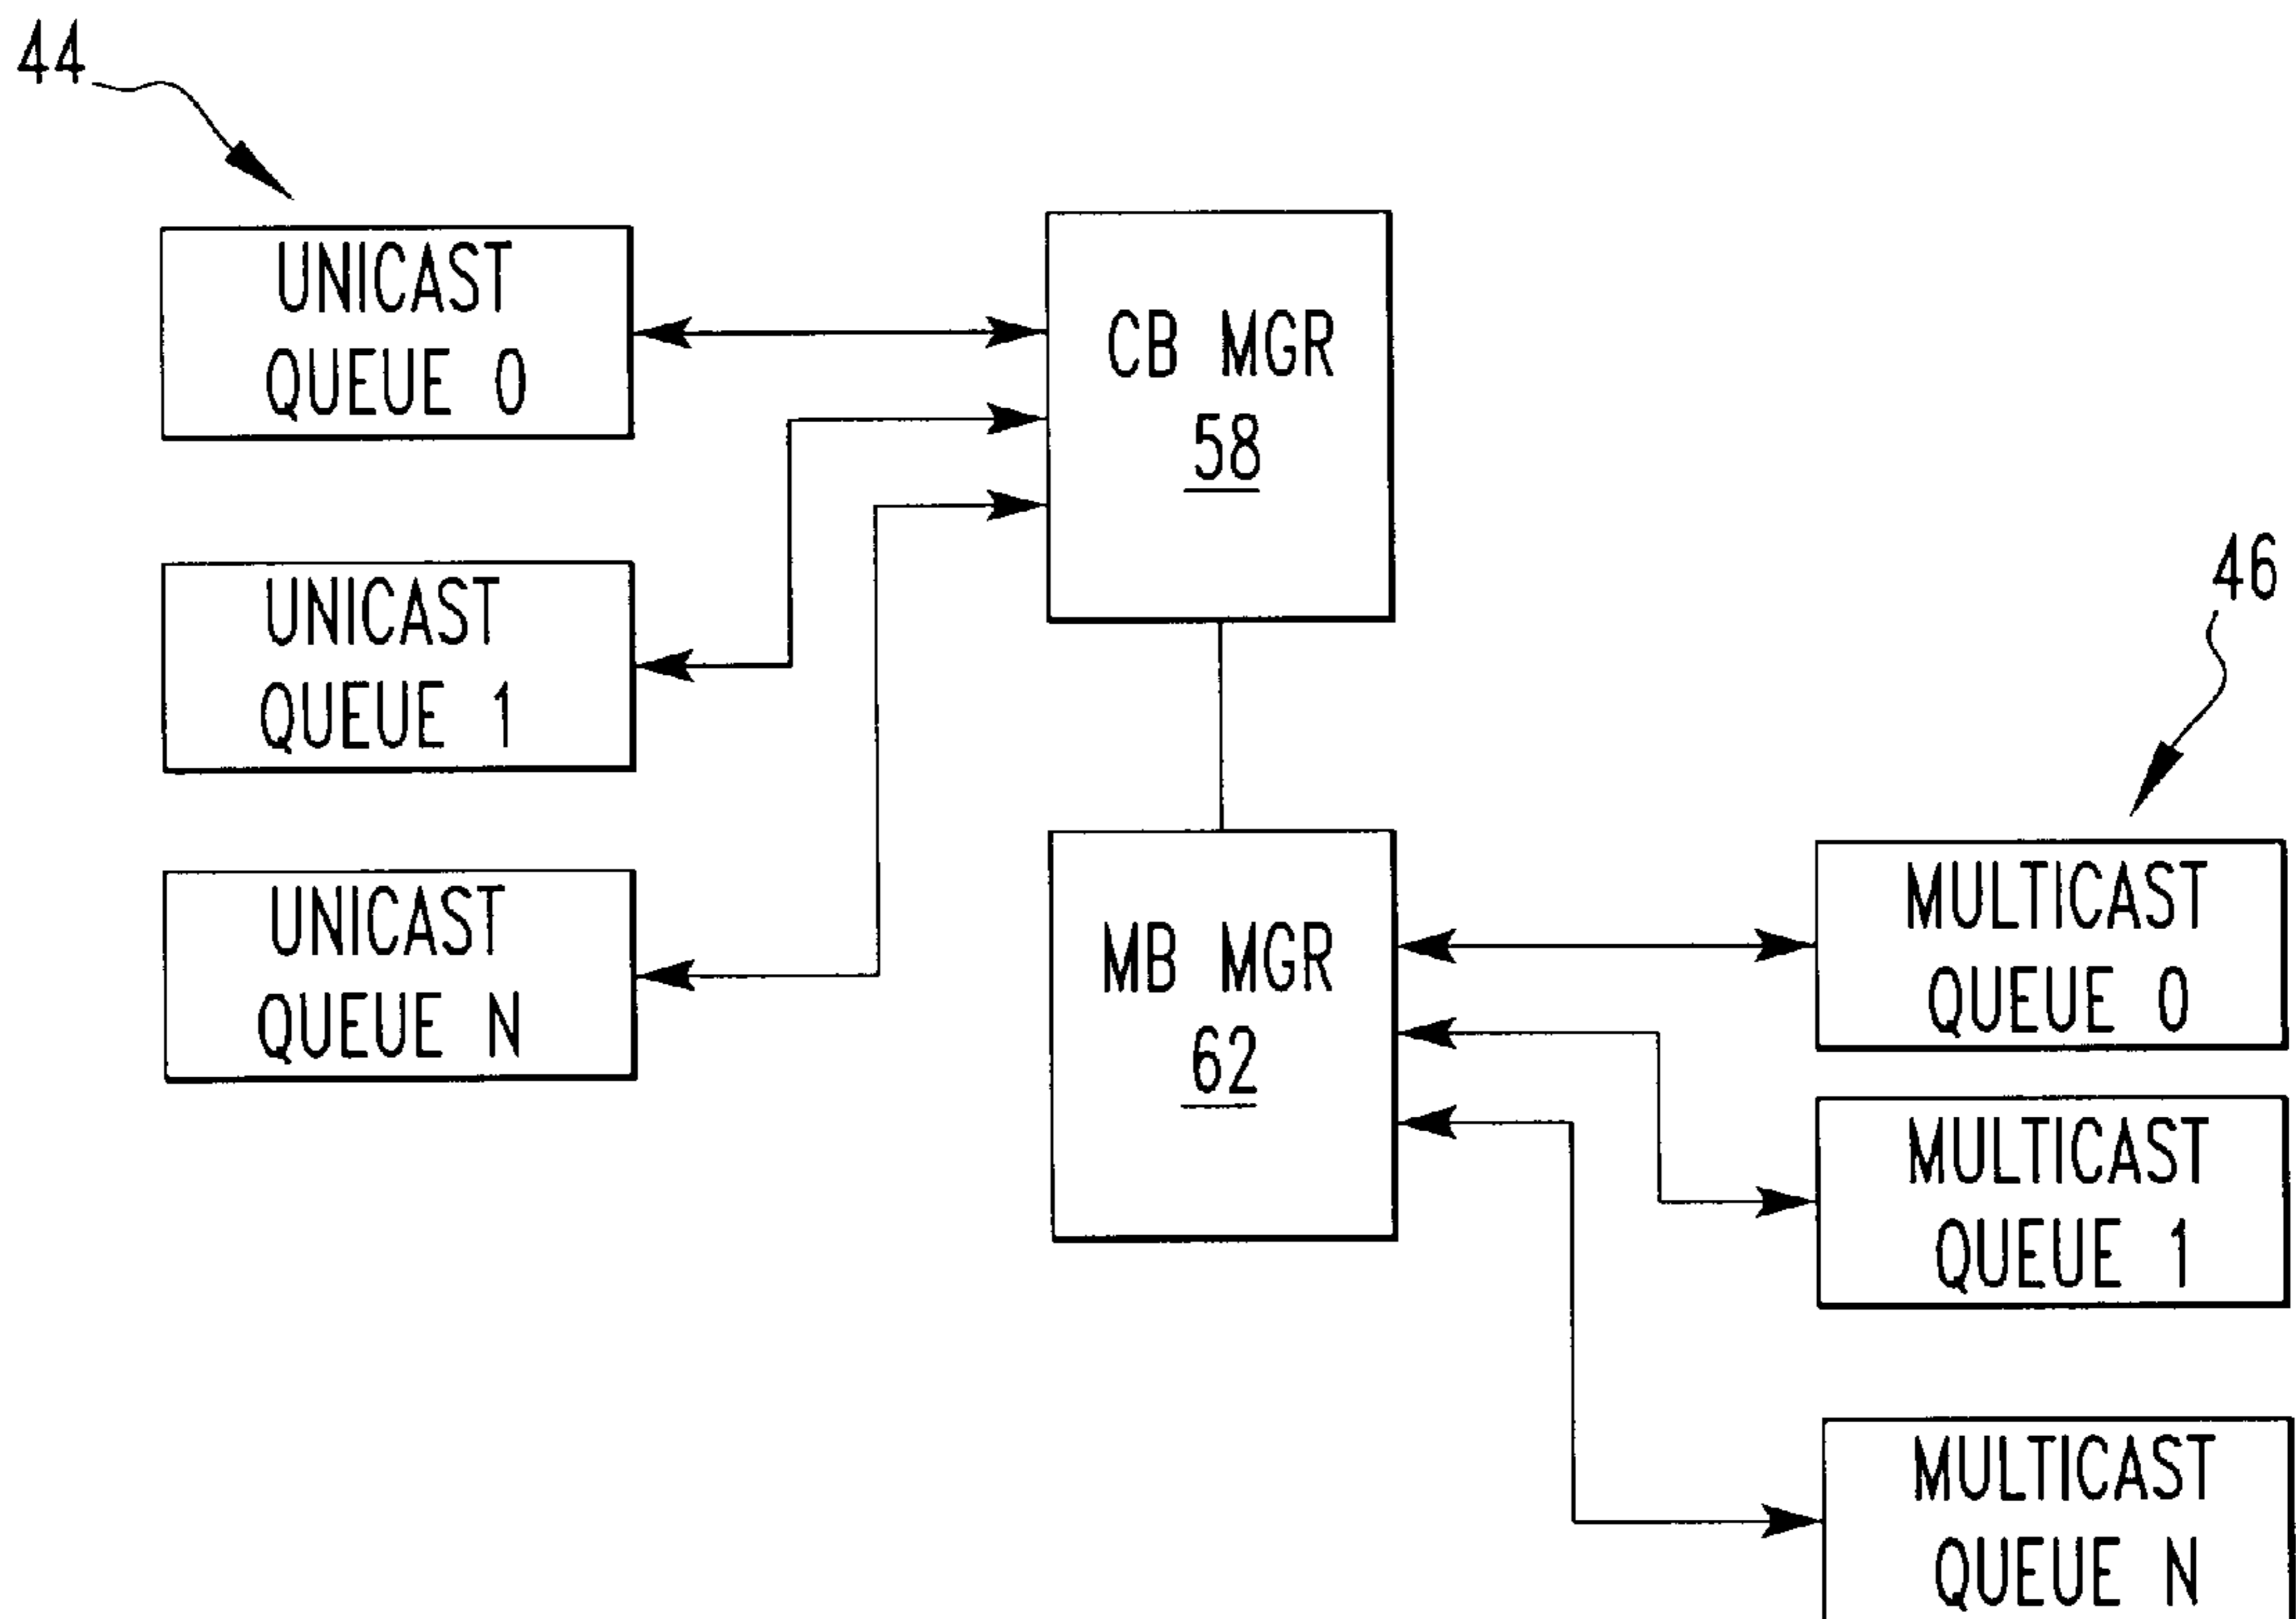 44
UNICAST
QUEUE 0
CB MGR
58
UNICAST
QUEUE 1
46
UNICAST
QUEUE N
MB MGR
62
MULTICAST
QUEUE 0
MULTICAST
QUEUE 1
MULTICAST
QUEUE N